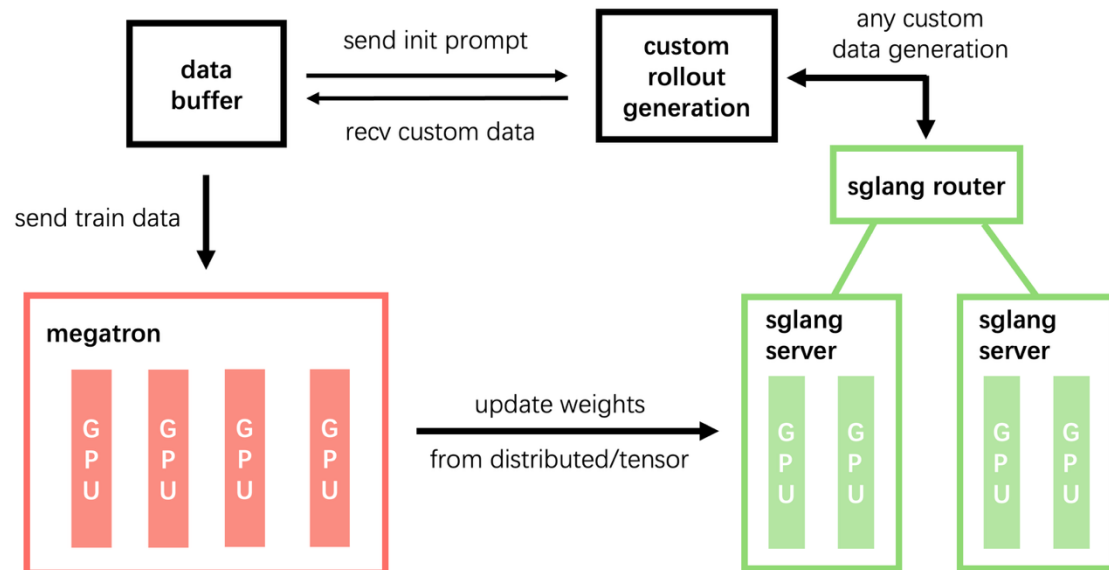 data
buffer
send init prompt
recv custom data
custom
rollout
generation
any custom
data generation
sglang router
send train data
megatron
G
P
U
G
P
U
G
P
U
G
P
U
update weights
from distributed/tensor
sglang
server
G
P
U
G
P
U
sglang
server
G
P
U
G
P
U